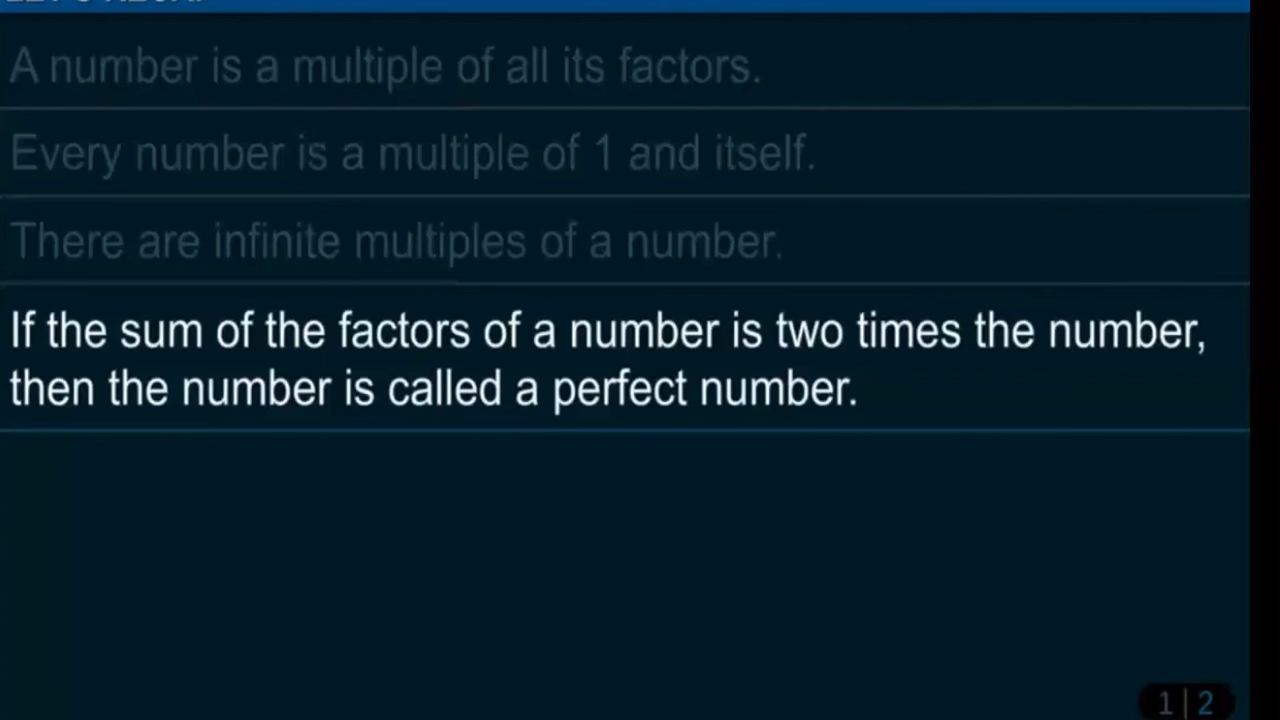 A number is a multiple of all its factors.
Every number is a multiple of 1 and itself.
There are infinite multiples of a number.
If the sum of the factors of a number is two times the number,
then the number is called a perfect number.
1 | 2